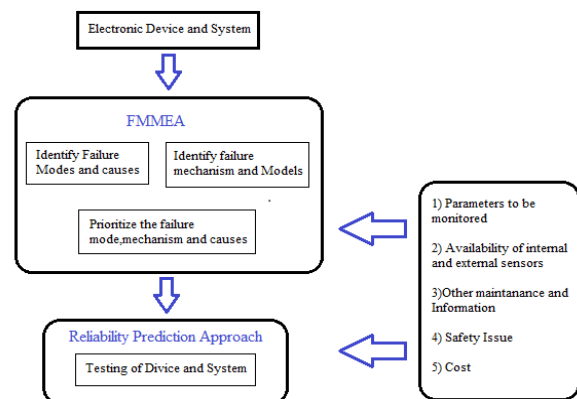 Electronic Device and System
FMMEA
Identify Failure
Modes and causes
Identify failure
mechanism and Models
Prioritize the failure
mode,mechanism and causes
Reliability Prediction Approach
Testing of Divice and System
1) Parameters to be
monitored
2) Availability of internal
and external sensors
3)Other maintanance and
Information
4) Safety Issue
5) Cost